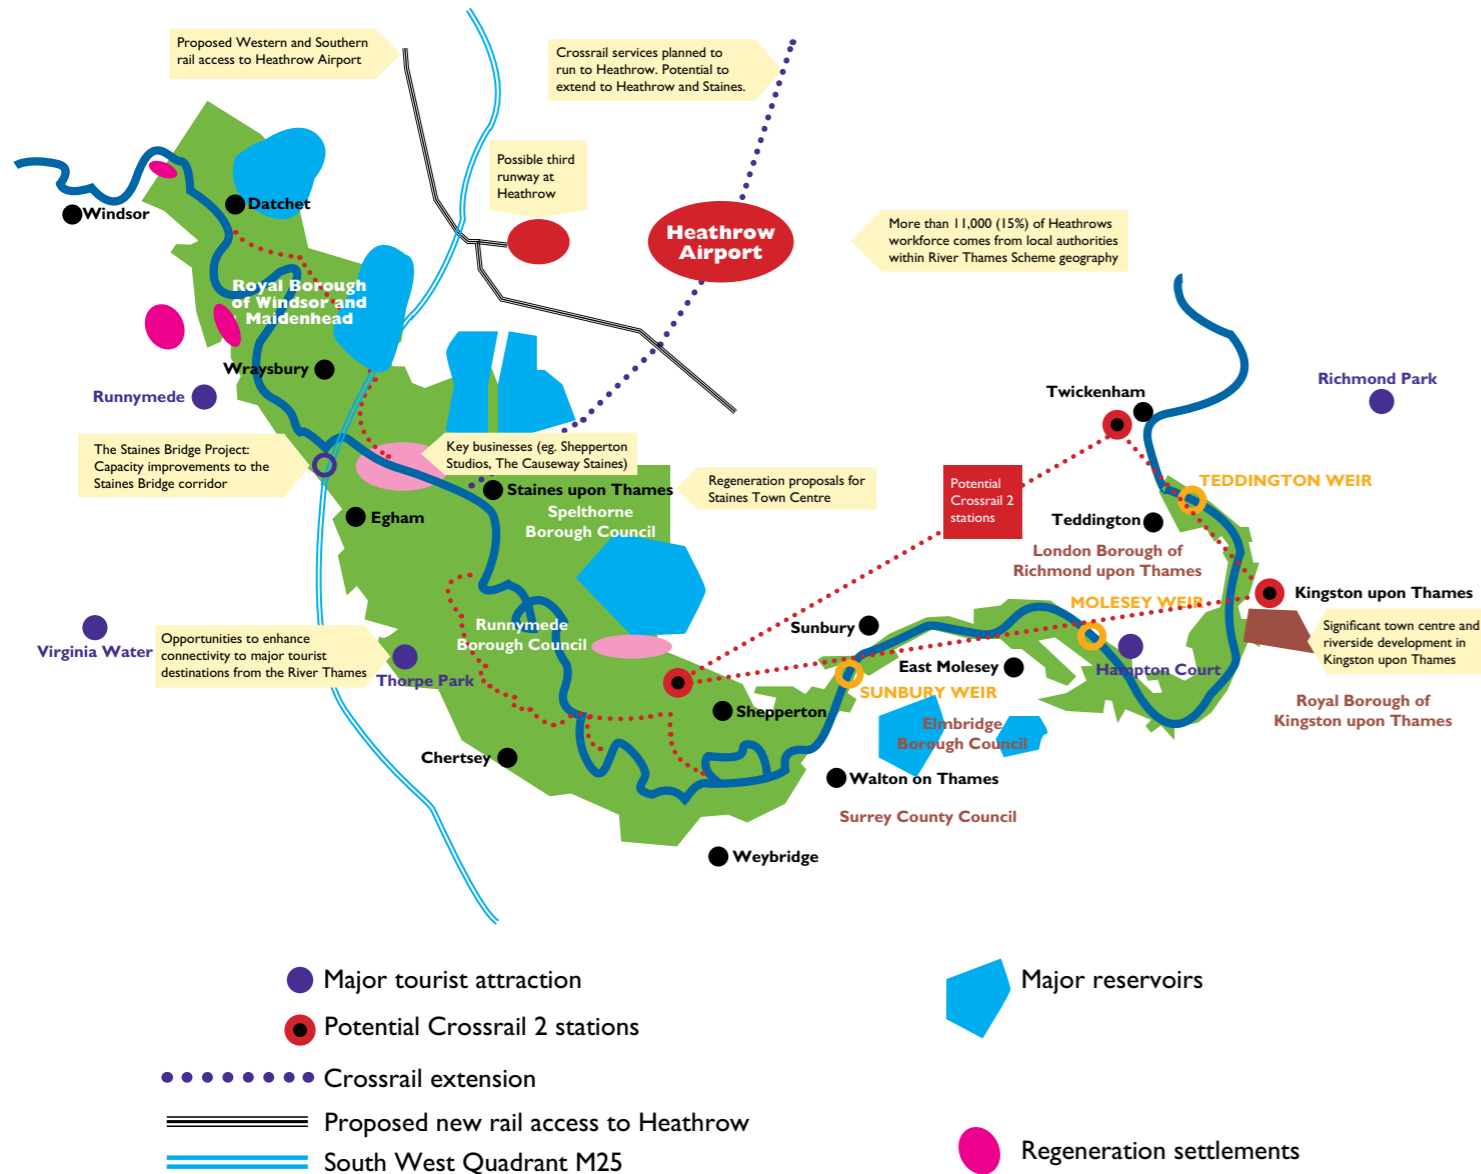 Proposed Western and Southern
rail access to Heathrow Airport
Crossrail services planned to
run to Heathrow. Potential to
extend to Heathrow and Staines.
Possible third
runway at
Heathrow
Heathrow
Airport
More than 11,000 (15%) of Heathrows
workforce comes from local authorities
within River Thames Scheme geography
Windsor
Datchet
Royal Borough
of Windsor and
Maidenhead
Wraysbury
Runnymede
Twickenham
Richmond Park
The Staines Bridge Project:
Capacity improvements to the
Staines Bridge corridor
Key businesses (eg. Shepperton
Studios, The Causeway Staines)
Staines upon Thames
Regeneration proposals for
Staines Town Centre
Potential
Crossrail 2
stations
TEDDINGTON WEIR
Teddington
Egham
Spelthorne
Borough Council
London Borough of
Richmond upon Thames
MOLESEY WEIR
Kingston upon Thames
Significant town centre and
riverside development in
Kingston upon Thames
Virginia Water
Opportunities to enhance
connectivity to major tourist
destinations from the River Thames
Thorpe Park
Runnymede
Borough Council
Sunbury
East Molesey
Hampton Court
SUNBURY WEIR
Shepperton
Elmbridge
Borough Council
Royal Borough of
Kingston upon Thames
Chertsey
Walton on Thames
Surrey County Council
Weybridge
Major tourist attraction
Potential Crossrail 2 stations
Crossrail extension
Proposed new rail access to Heathrow
South West Quadrant M25
Major reservoirs
Regeneration settlements